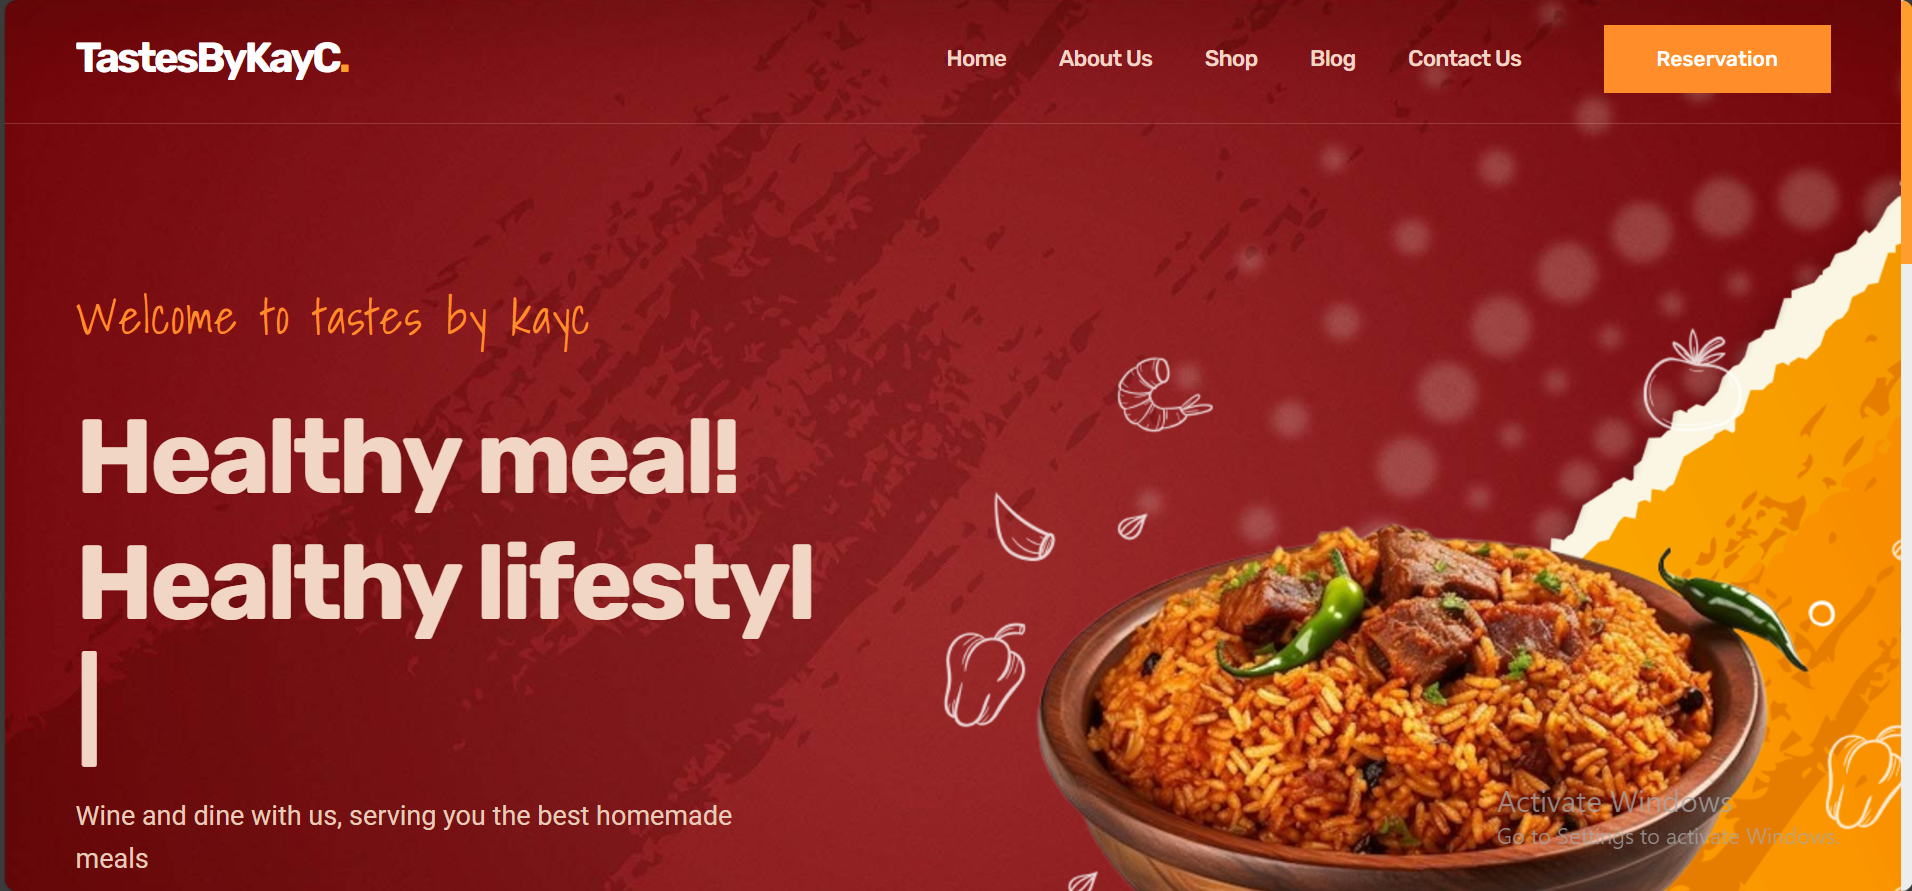 TastesByKayC.
Home About Us Shop Blog Contact Us Reservation
Welcome to tastes by kayc
Healthy meal!
Healthy lifestyl
|
Wine and dine with us, serving you the best homemade
meals
Activate Windows
Go to Settings to activate Windows.